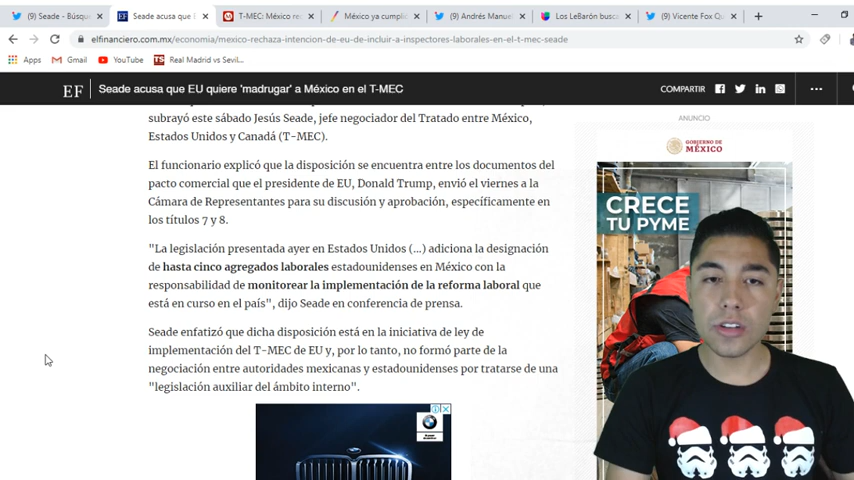 (9) Seade - Búsqu
Seade acusa que E
T-MEC: México rec
México ya cumplic
(9) Andrés Manuel
Los LeBarón busca
(9) Vicente Fox Qu
elfinanciero.com.mx/economia/mexico-rechaza-intencion-de-eu-de-incluir-a-inspectores-laborales-en-el-t-mec-seade
Apps
Gmail
YouTube
Real Madrid vs Sevil...
EF
Seade acusa que EU quiere 'madrugar' a México en el T-MEC
COMPARTIR
subrayó este sábado Jesús Seade, jefe negociador del Tratado entre México,
Estados Unidos y Canadá (T-MEC).
El funcionario explicó que la disposición se encuentra entre los documentos del
pacto comercial que el presidente de EU, Donald Trump, envió el viernes a la
Cámara de Representantes para su discusión y aprobación, específicamente en
los títulos 7 y 8.
"La legislación presentada ayer en Estados Unidos (...) adiciona la designación
de hasta cinco agregados laborales estadounidenses en México con la
responsabilidad de monitorear la implementación de la reforma laboral que
está en curso en el país", dijo Seade en conferencia de prensa.
Seade enfatizó que dicha disposición está en la iniciativa de ley de
implementación del T-MEC de EU y, por lo tanto, no formó parte de la
negociación entre autoridades mexicanas y estadounidenses por tratarse de una
"legislación auxiliar del ámbito interno".
ANUNCIO
GOBIERNO DE
MÉXICO
CRECE
TU PYME